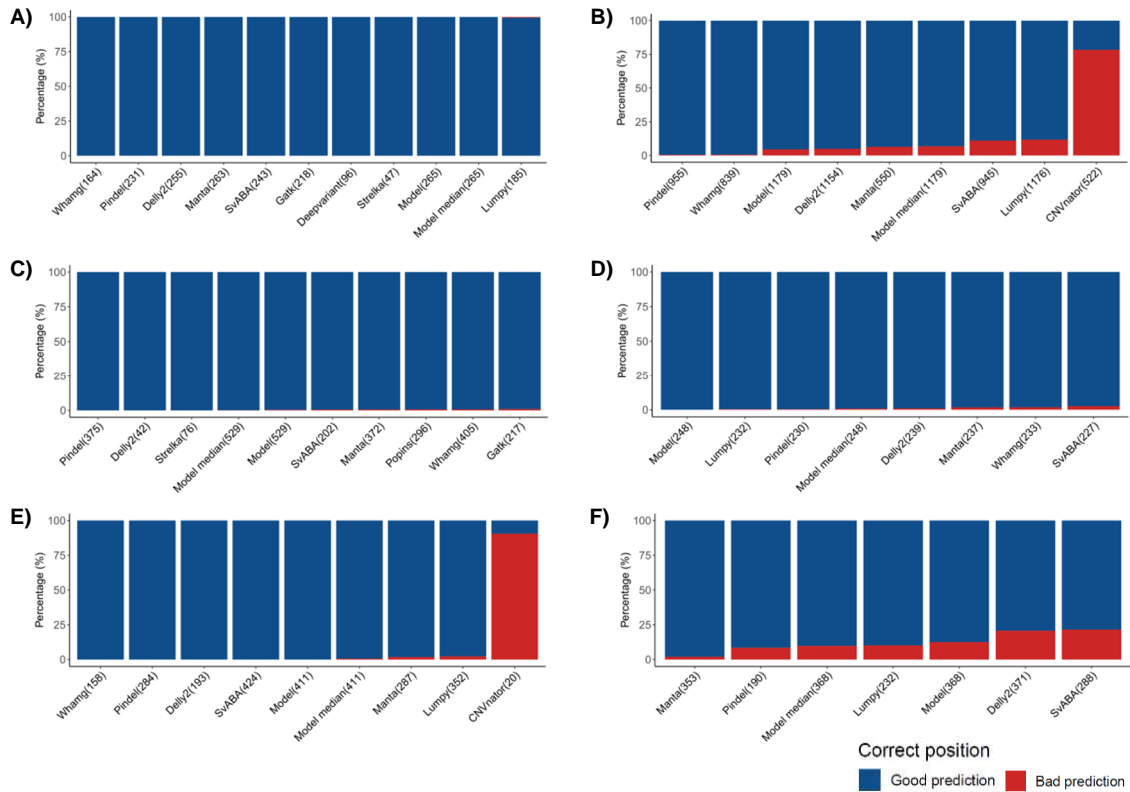 A)
Percentage (%)
100
75
50
25
0
Whamg(164)
Pindel(231)
Delly2(255)
Manta(263)
SvABA(243)
Gatk(218)
Deepvariant(96)
Strelka(47)
Model(265)
Model median(265)
Lumpy(185)
B)
Percentage (%)
100
75
50
25
0
Pindel(955)
Whamg(839)
Model(1179)
Delly2(1154)
Manta(550)
Model median(1179)
SvABA(945)
Lumpy(1176)
CNVnator(522)
C)
Percentage (%)
100
75
50
25
0
Pindel(375)
Delly2(42)
Strelka(76)
Model median(529)
Model(529)
SvABA(202)
Manta(372)
Popins(296)
Whamg(405)
Gatk(217)
D)
Percentage (%)
100
75
50
25
0
Model(248)
Lumpy(232)
Pindel(230)
Model median(248)
Delly2(239)
Manta(237)
Whamg(233)
SvABA(227)
E)
Percentage (%)
100
75
50
25
0
Whamg(158)
Pindel(284)
Delly2(193)
SvABA(424)
Model(411)
Model median(411)
Manta(287)
Lumpy(352)
CNVnator(20)
F)
Percentage (%)
100
75
50
25
0
Manta(353)
Pindel(190)
Model median(368)
Lumpy(232)
Model(368)
Delly2(371)
SvABA(288)
Correct position
Good prediction
Bad prediction